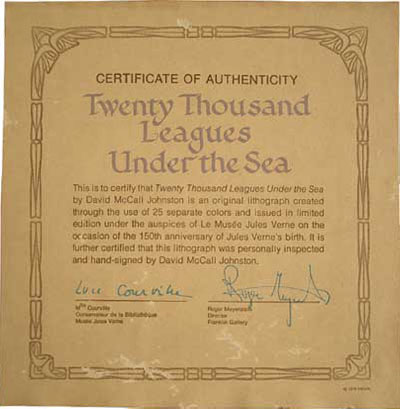 CERTIFICATE OF AUTHENTICITY
Twenty Thousand
Leagues
Under the Sea
This is to certify that Twenty Thousand Leagues Under the Sea
by David McCall Johnston is an original lithograph created
through the use of 25 separate colors and issued in limited
edition under the auspices of Le Musée Jules Verne on the
occasion of the 150th anniversary of Jules Verne's birth. It is
further certified that this lithograph was personally inspected
and hand-signed by David McCall Johnston.
Luce Courville
Roger
Courville
Roger
Conservateur de la Bibliothèque
Director
Musée Jules Verne
Franklin Gallery